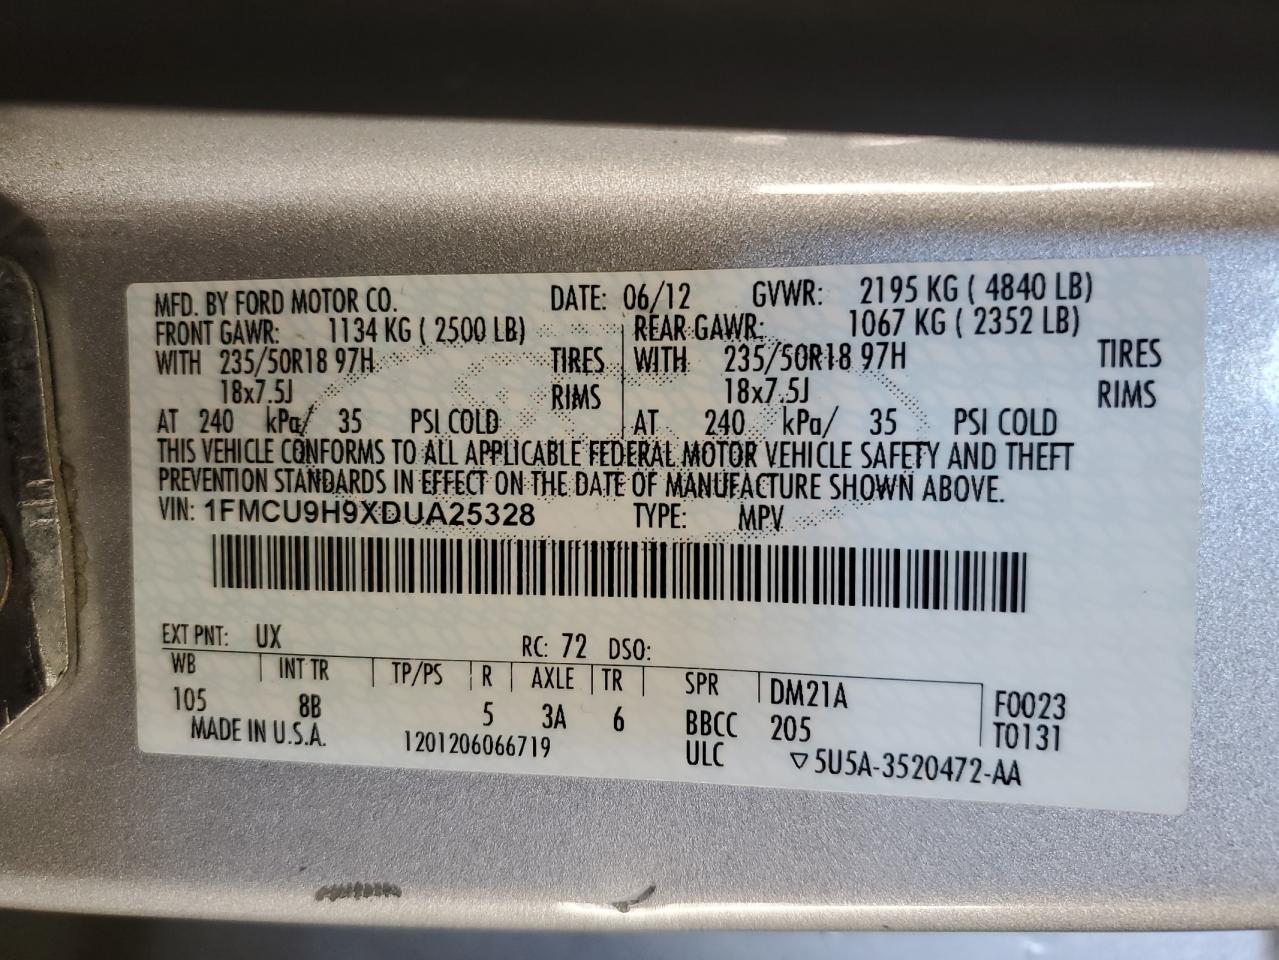 MFD. BY FORD MOTOR CO. DATE: 06/12 GVWR: 2195 KG ( 4840 LB)
FRONT GAWR: 1134 KG ( 2500 LB) REAR GAWR: 1067 KG ( 2352 LB)
WITH 235/50R18 97H TIRES WITH 235/50R18 97H TIRES
18x7.5J RIMS 18x7.5J RIMS
AT 240 kPa/ 35 PSI COLD AT 240 kPa/ 35 PSI COLD
THIS VEHICLE CONFORMS TO ALL APPLICABLE FEDERAL MOTOR VEHICLE SAFETY AND THEFT
PREVENTION STANDARDS IN EFFECT ON THE DATE OF MANUFACTURE SHOWN ABOVE.
VIN: 1FMCU9H9XDUA25328 TYPE: MPV
EXT PNT: UX RC: 72 DSO:
WB INT TR TP/PS R AXLE TR SPR DM21A F0023
105 8B 5 3A 6 BBCC 205 T0131
MADE IN U.S.A. 1201206066719 ULC ▽5U5A-3520472-AA